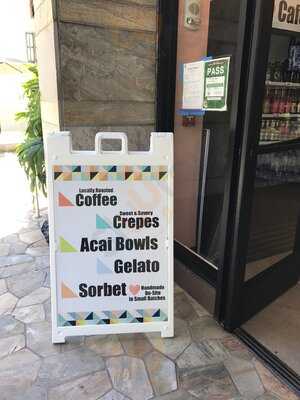 Caf
PASS
Locally Roasted
Coffee
Sweet & Savory
Crepes
Acai Bowls
Gelato
Sorbet
Handmade
On-Site
in Small Batches